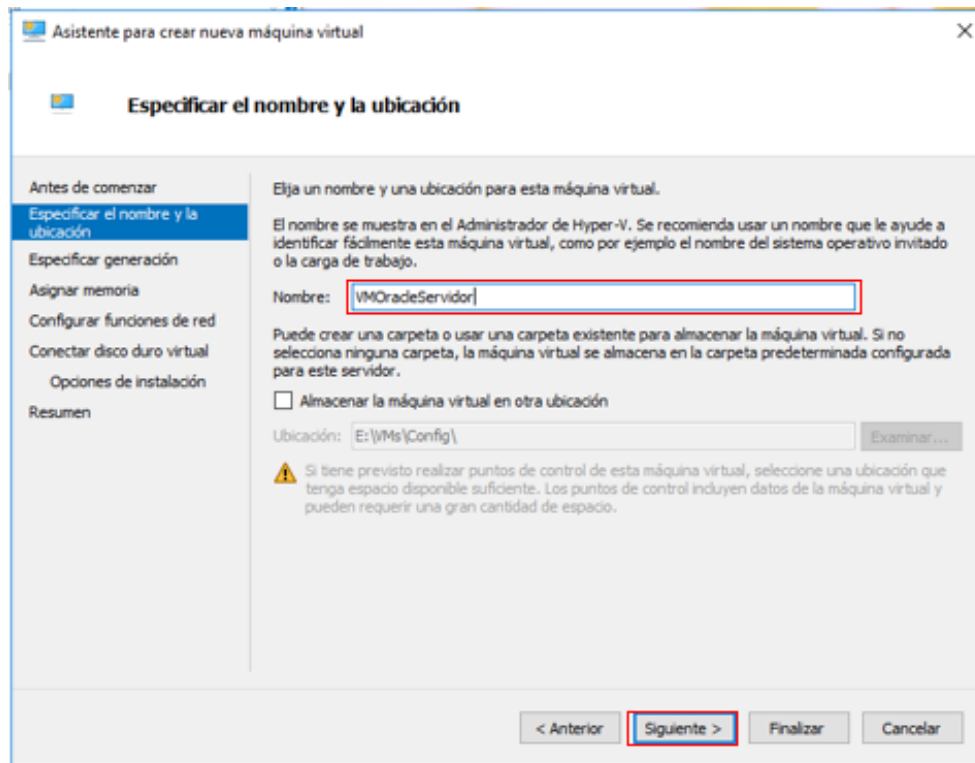 Asistente para crear nueva máquina virtual
Especificar el nombre y la ubicación
Antes de comenzar
Especificar el nombre y la
ubicación
Especificar generación
Asignar memoria
Configurar funciones de red
Conectar disco duro virtual
Opciones de instalación
Resumen
Elija un nombre y una ubicación para esta máquina virtual.
El nombre se muestra en el Administrador de Hyper-V. Se recomienda usar un nombre que le ayude a
identificar fácilmente esta máquina virtual, como por ejemplo el nombre del sistema operativo invitado
o la carga de trabajo.
Nombre: VMOracleServidor
Puede crear una carpeta o usar una carpeta existente para almacenar la máquina virtual. Si no
selecciona ninguna carpeta, la máquina virtual se almacena en la carpeta predeterminada configurada
para este servidor.
Almacenar la máquina virtual en otra ubicación
Ubicación: E:\VMs\Config\ Examinar...
Si tiene previsto realizar puntos de control de esta máquina virtual, seleccione una ubicación que
tenga espacio disponible suficiente. Los puntos de control incluyen datos de la máquina virtual y
pueden requerir una gran cantidad de espacio.
< Anterior Siguiente > Finalizar Cancelar